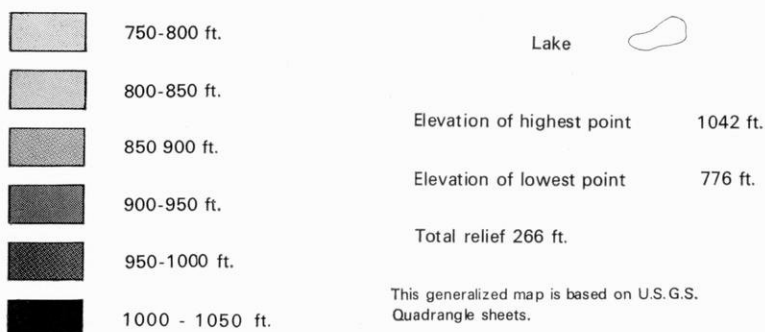 750-800 ft.
800-850 ft.
850 900 ft.
900-950 ft.
950-1000 ft.
1000 - 1050 ft.
Lake
Elevation of highest point 1042 ft.
Elevation of lowest point 776 ft.
Total relief 266 ft.
This generalized map is based on U.S.G.S.
Quadrangle sheets.